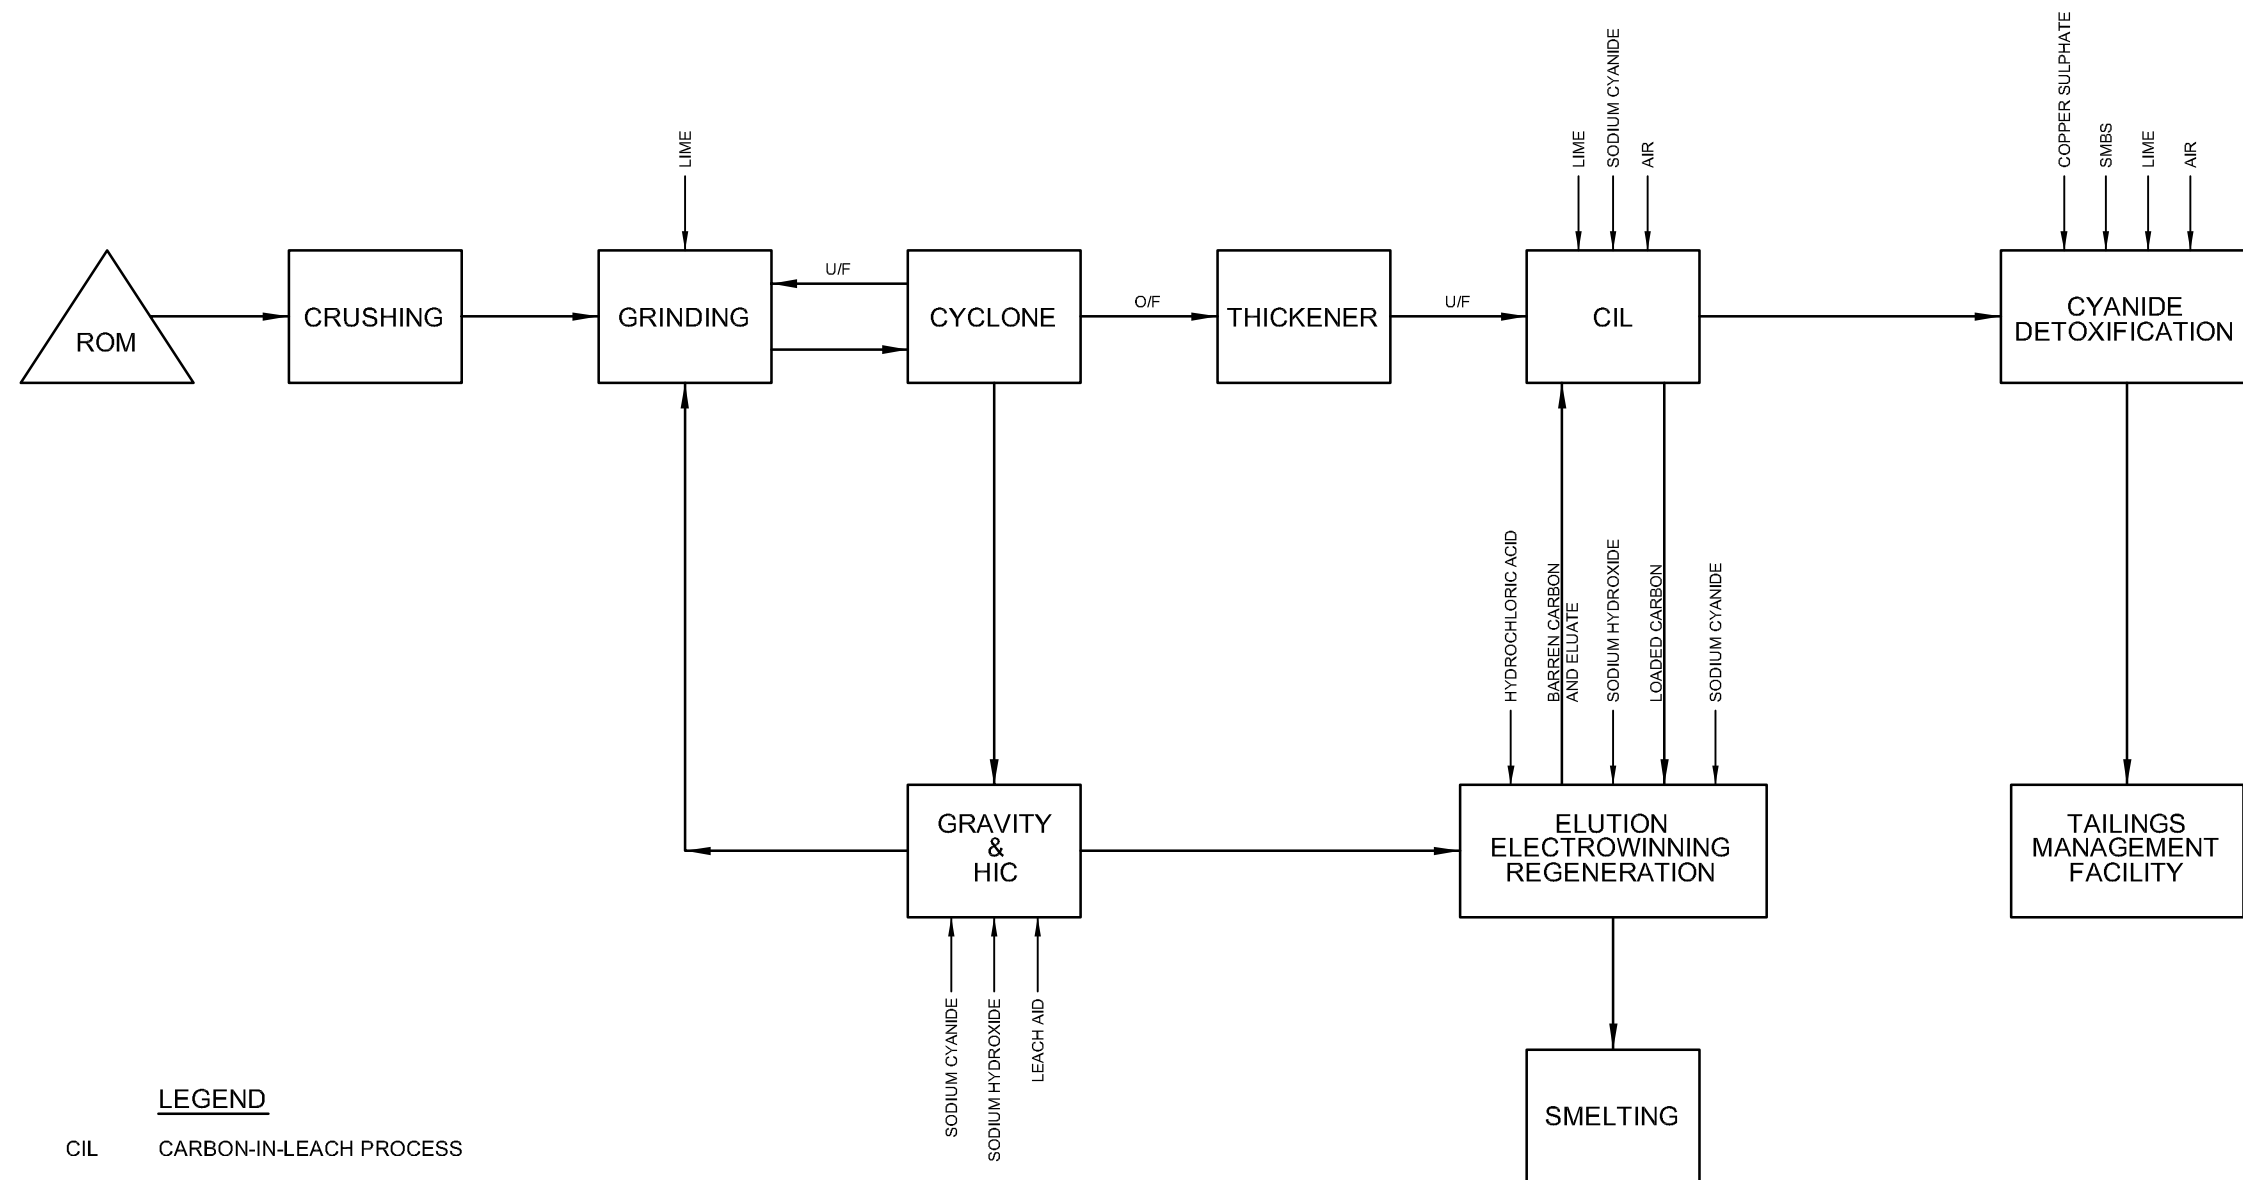 COPPER SULPHATE
SODIUM CYANIDE
LIME
LIME
AIR
SMBS
LIME
AIR
U/F
O/F
U/F
ROM
CRUSHING
GRINDING
CYCLONE
THICKENER
CIL
CYANIDE
DETOXIFICATION
HYDROCHLORIC ACID
BARREN CARBON
AND ELUATE
SODIUM HYDROXIDE
LOADED CARBON
SODIUM CYANIDE
GRAVITY
&
HIC
ELUTION
ELECTROWINNING
REGENERATION
TAILINGS
MANAGEMENT
FACILITY
SODIUM CYANIDE
SODIUM HYDROXIDE
LEACH AID
SMELTING
LEGEND
CIL CARBON-IN-LEACH PROCESS